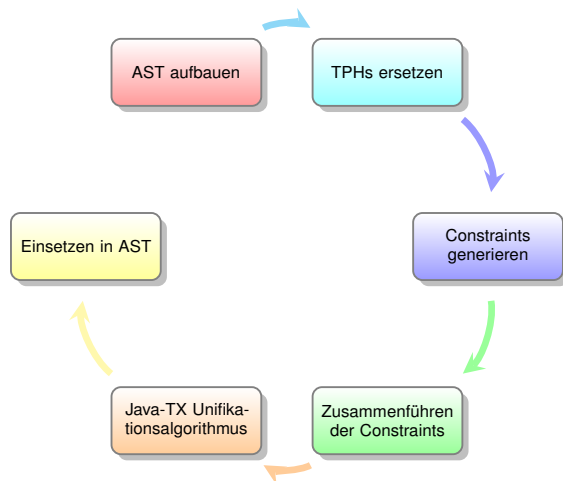 AST aufbauen
TPHs ersetzen
Constraints
generieren
Zusammenführen
der Constraints
Java-TX Unifika-
tionsalgorithmus
Einsetzen in AST